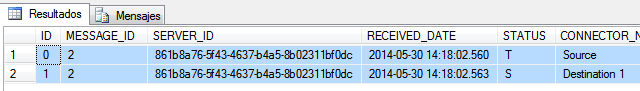 Resultados Mensajes
ID MESSAGE_ID SERVER_ID RECEIVED_DATE STATUS CONNECTOR_N
1 0 2 861b8a76-5f43-4637-b4a5-8b02311bf0dc 2014-05-30 14:18:02.560 T Source
2 1 2 861b8a76-5f43-4637-b4a5-8b02311bf0dc 2014-05-30 14:18:02.563 S Destination 1